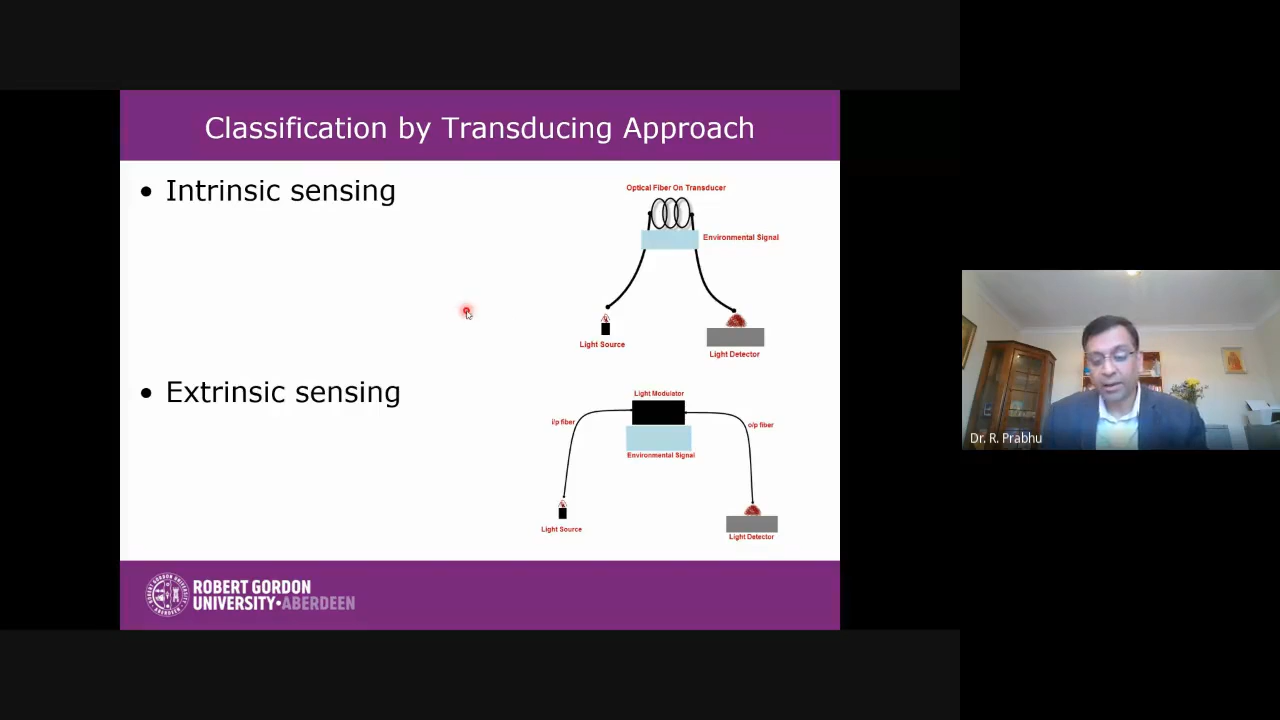 Classification by Transducing Approach
• Intrinsic sensing
Optical Fiber On Transducer
Environmental Signal
Light Source
Light Detector
• Extrinsic sensing
Light Modulator
i/p fiber
o/p fiber
Environmental Signal
Light Source
Light Detector
ROBERT GORDON
UNIVERSITY•ABERDEEN
Dr. R. Prabhu